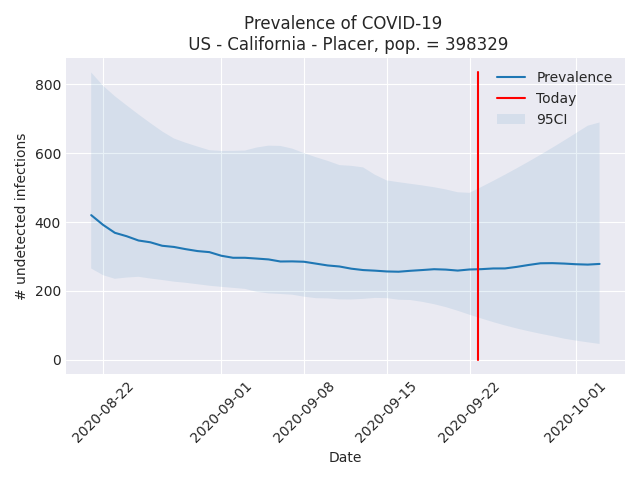 Prevalence of COVID-19
US - California - Placer, pop. = 398329
Prevalence
Today
95CI
# undetected infections
800
600
400
200
0
2020-08-22
2020-09-01
2020-09-08
2020-09-15
2020-09-22
2020-10-01
Date